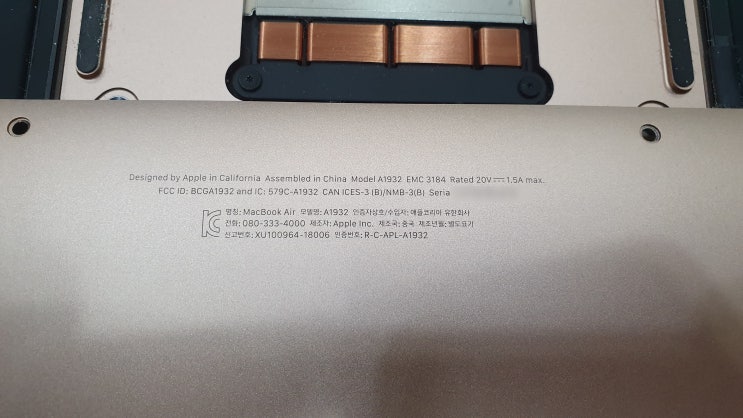 Designed by Apple in California Assembled in China Model A1932 EMC 3184 Rated 20V⎓1.5A max.
FCC ID: BCGA1932 and IC: 579C-A1932 CAN ICES-3 (B)/NMB-3(B) Seria
명칭: MacBook Air 모델명: A1932 인증자상호/수입자: 애플코리아 유한회사
전화: 080-333-4000 제조자: Apple Inc. 제조국: 중국 제조년월: 별도표기
신고번호: XU100964-18006 인증번호: R-C-APL-A1932